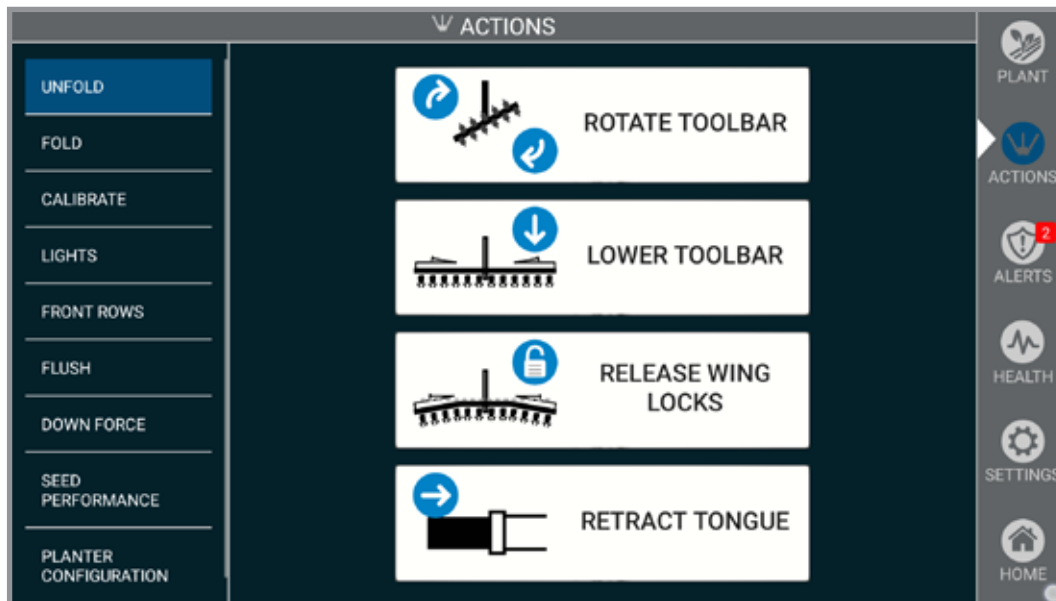 ACTIONS
UNFOLD
FOLD
CALIBRATE
LIGHTS
FRONT ROWS
FLUSH
DOWN FORCE
SEED
PERFORMANCE
PLANTER
CONFIGURATION
ROTATE TOOLBAR
LOWER TOOLBAR
RELEASE WING
LOCKS
RETRACT TONGUE
PLANT
ACTIONS
2
ALERTS
HEALTH
SETTINGS
HOME